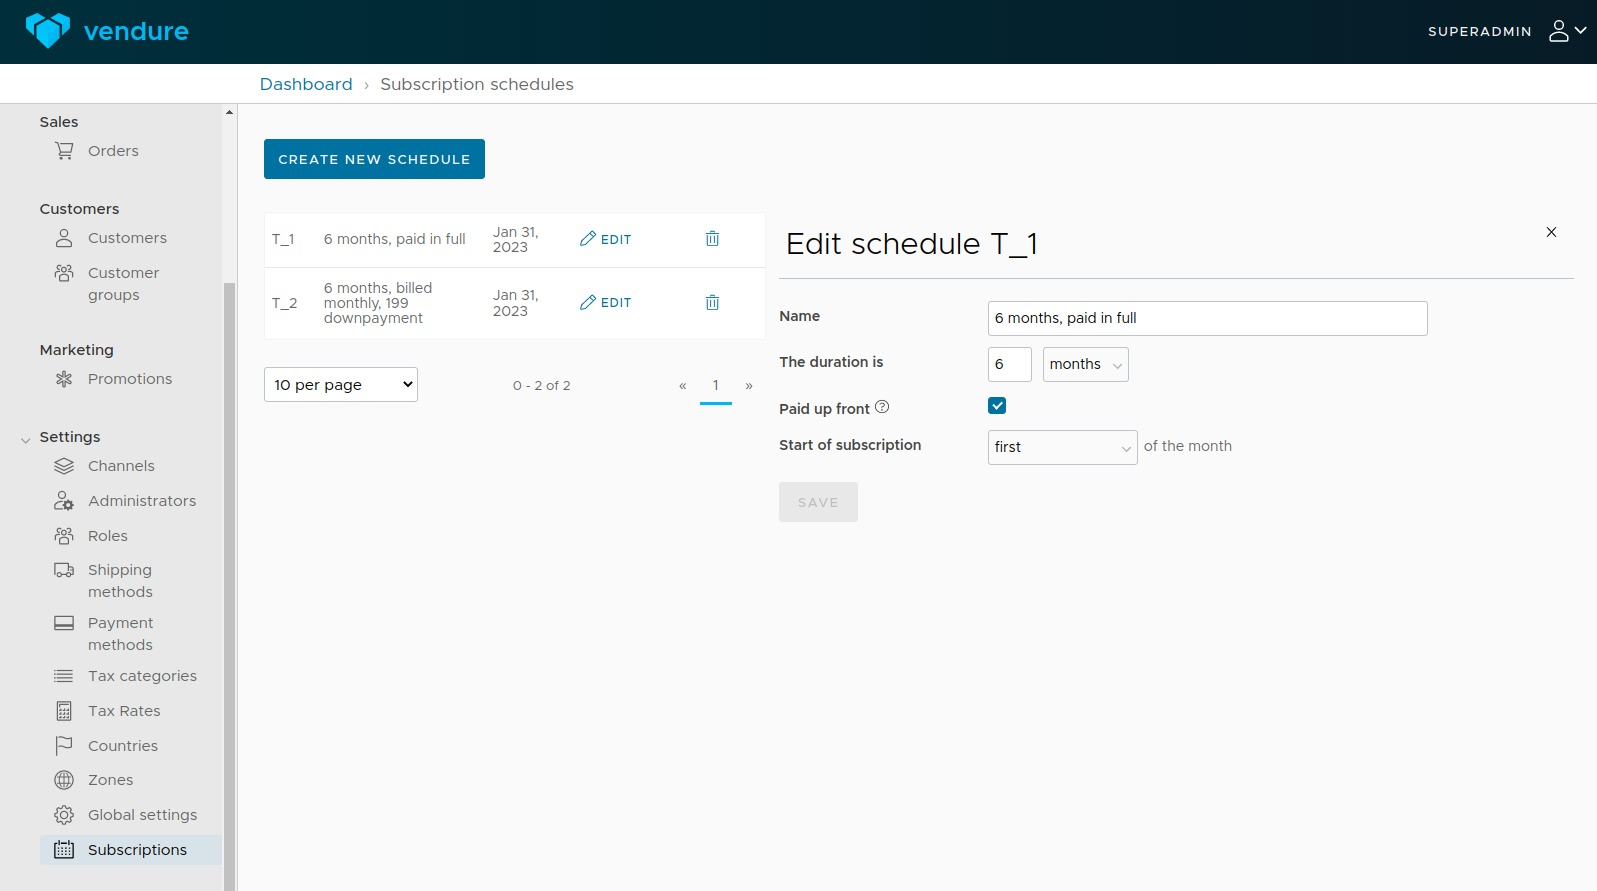 vendure
SUPERADMIN
Dashboard › Subscription schedules
Sales
Orders
Customers
Customers
Customer
groups
Marketing
Promotions
Settings
Channels
Administrators
Roles
Shipping
methods
Payment
methods
Tax categories
Tax Rates
Countries
Zones
Global settings
Subscriptions
CREATE NEW SCHEDULE
T_1
6 months, paid in full
Jan 31,
2023
EDIT
T_2
6 months, billed
monthly, 199
downpayment
Jan 31,
2023
EDIT
10 per page
0 - 2 of 2
« 1 »
Edit schedule T_1
Name
6 months, paid in full
The duration is
6
months
Paid up front ?
Start of subscription
first
of the month
SAVE